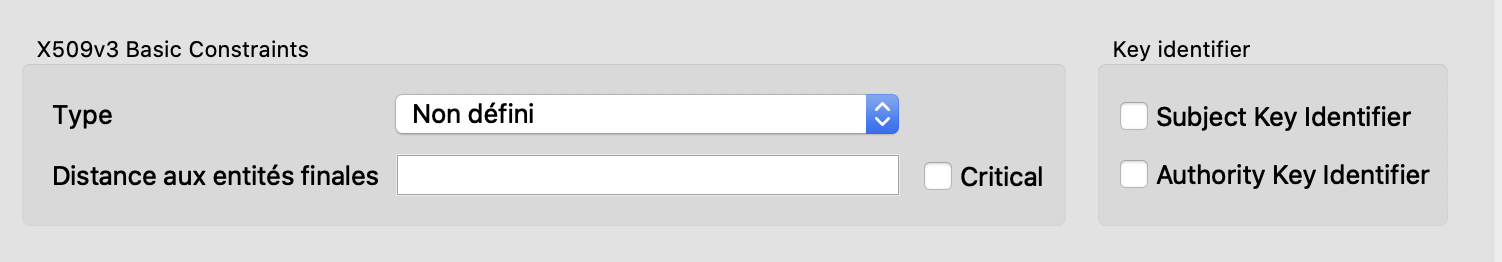 X509v3 Basic Constraints
Type
Non défini
Distance aux entités finales
Critical
Key identifier
Subject Key Identifier
Authority Key Identifier